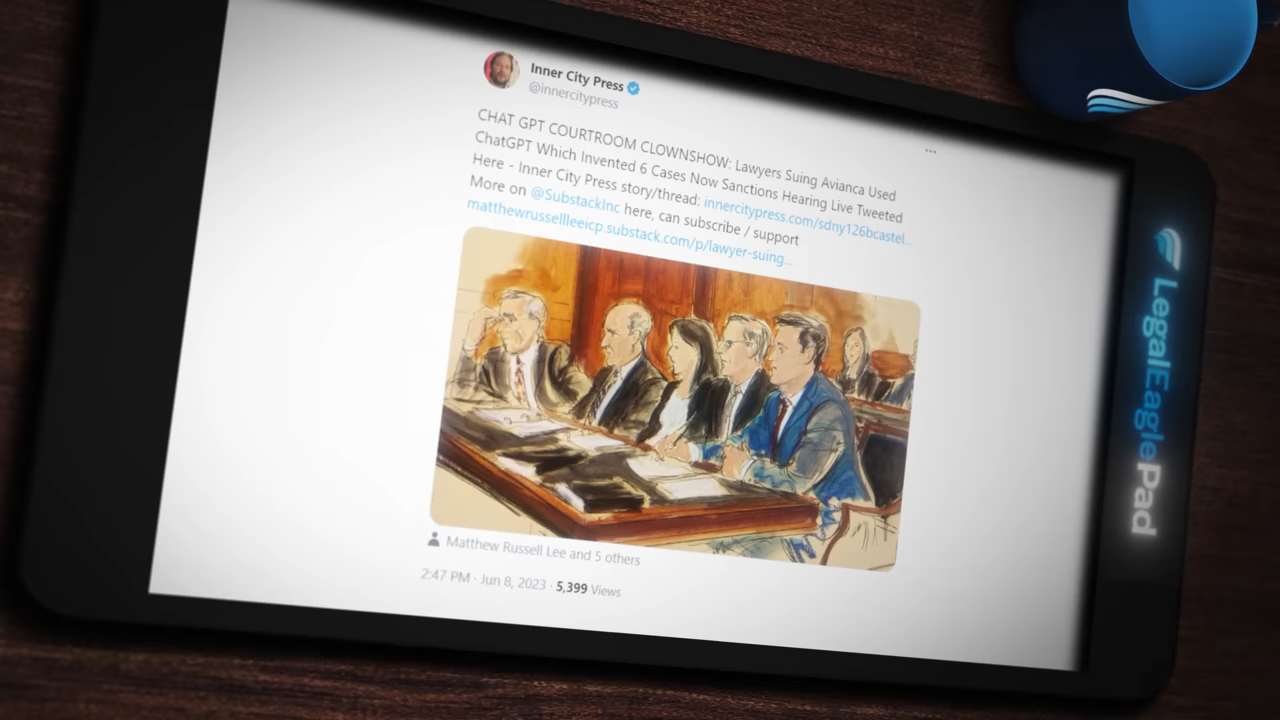 Inner City Press
@innercitypress
CHAT GPT COURTROOM CLOWNSHOW: Lawyers Suing Avianca Used
ChatGPT Which Invented 6 Cases Now Sanctions Hearing Live Tweeted
Here - Inner City Press story/thread: innercitypress.com/sdny126bcastel...
More on @SubstackInc here, can subscribe / support
matthewrussellleeicp.substack.com/p/lawyer-suing...
Matthew Russell Lee and 5 others
2:47 PM · Jun 8, 2023 · 5,399 Views
LegalEaglePad